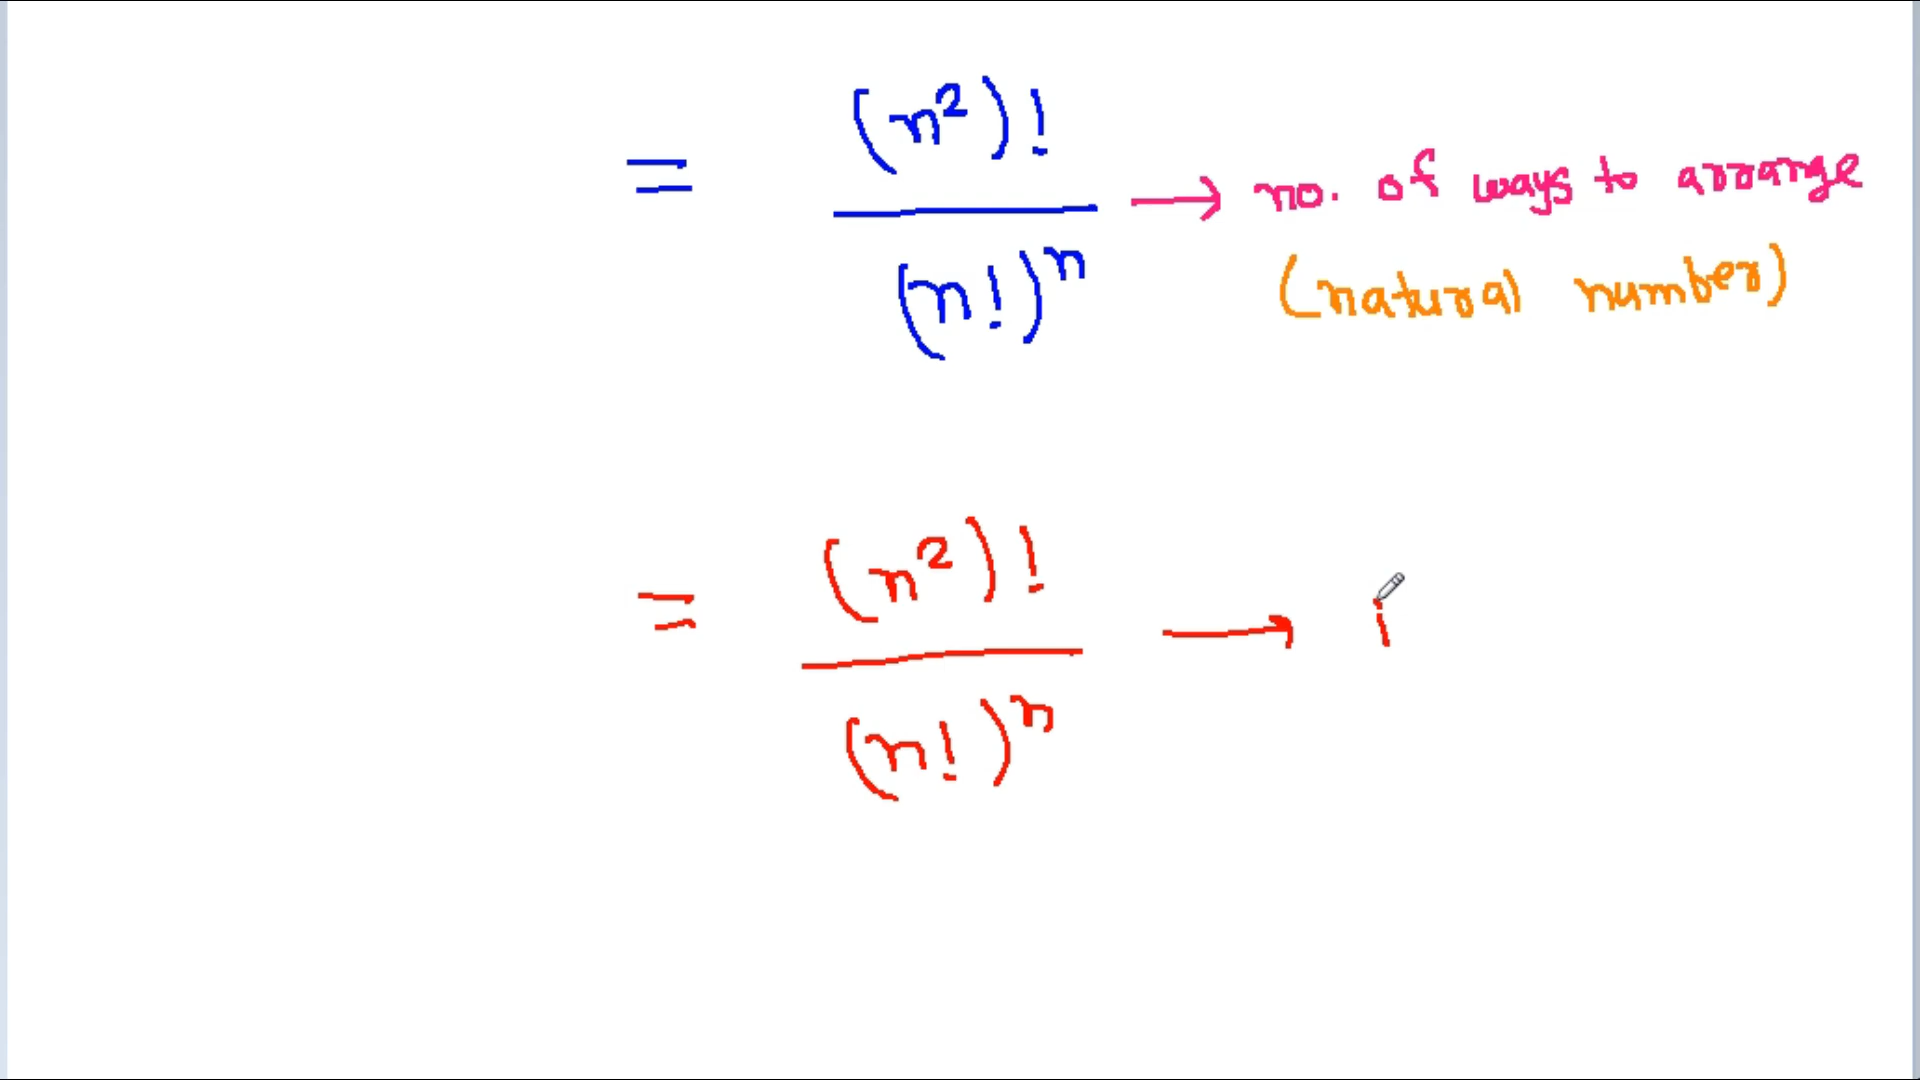 = (n²)! / (n!)ⁿ → no. of ways to arrange
(natural number)
= (n²)! / (n!)ⁿ →